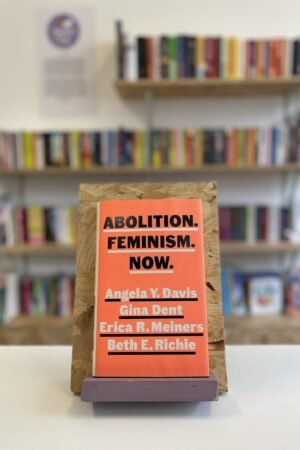 ABOLITION.
FEMINISM.
NOW.
Angela Y. Davis
Gina Dent
Erica R. Meiners
Beth E. Richie